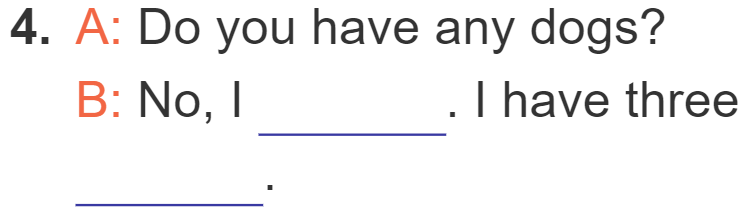 4. A: Do you have any dogs?
B: No, I ________. I have three
________.